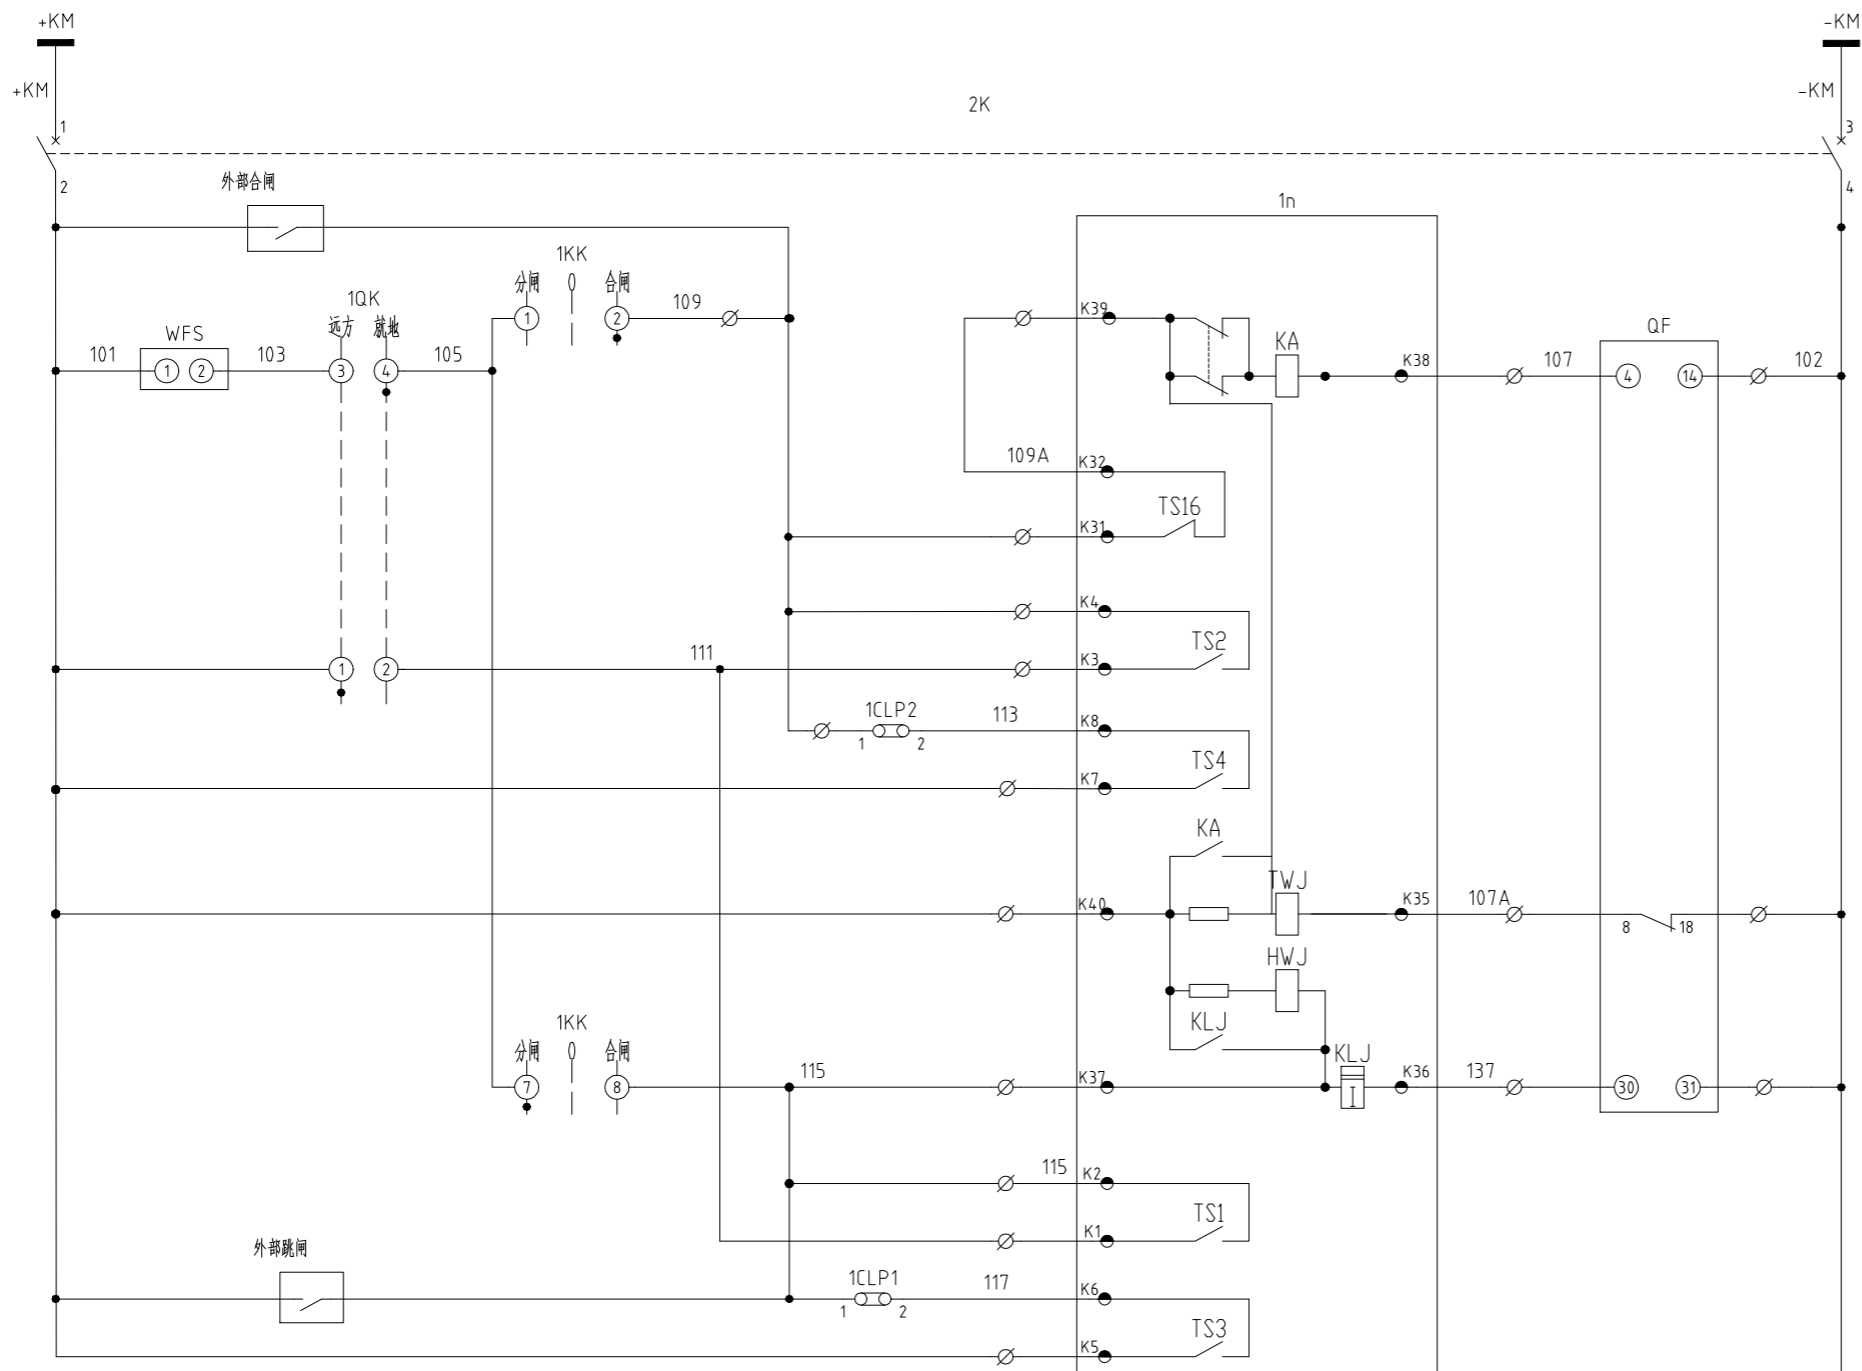 +KM
-KM
+KM
-KM
2K
1
3
2
4
外部合闸
1n
1KK
分闸 0 合闸
1QK
远方 就地
109
K39
1
2
WFS
QF
KA
101
1
2
103
3
4
105
K38
107
4
14
102
109A
K32
TS16
K31
K4
TS2
111
1
2
K3
1CLP2
113
K8
1
2
TS4
K7
KA
TWJ
K40
K35
107A
8
18
HWJ
1KK
分闸 0 合闸
KLJ
KLJ
115
7
8
K37
I
K36
137
30
31
115
K2
TS1
K1
外部跳闸
1CLP1
117
K6
1
2
TS3
K5